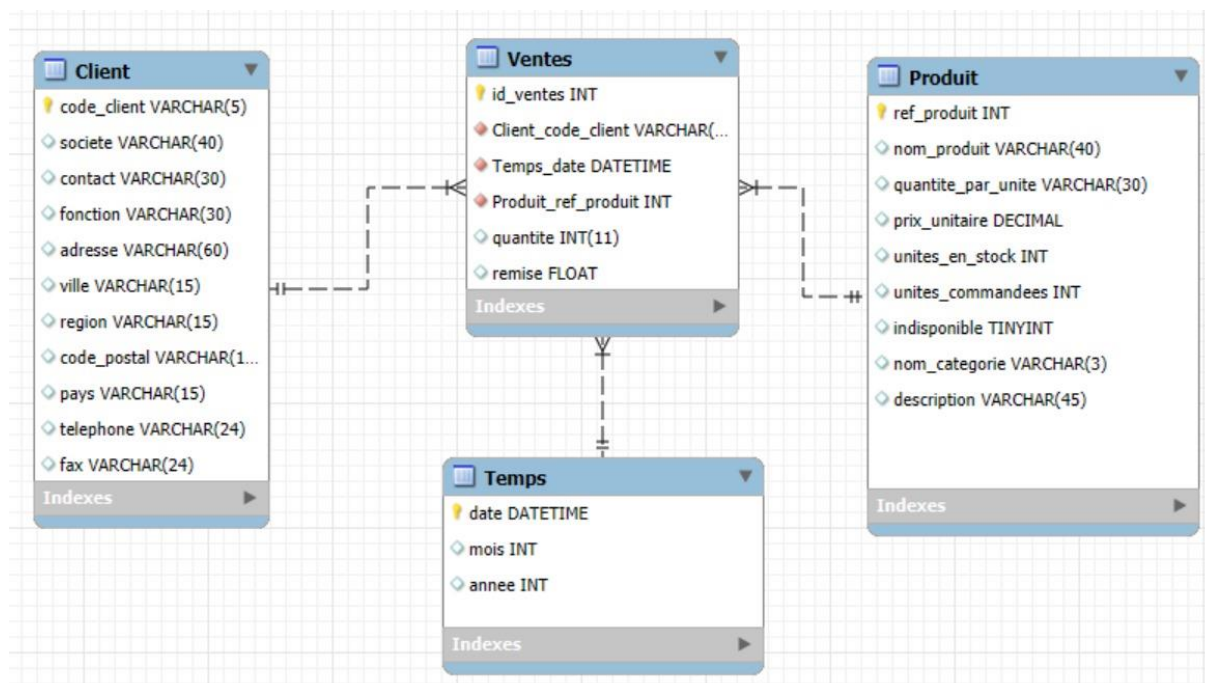 Client
code_client VARCHAR(5)
societe VARCHAR(40)
contact VARCHAR(30)
fonction VARCHAR(30)
adresse VARCHAR(60)
ville VARCHAR(15)
region VARCHAR(15)
code_postal VARCHAR(1...
pays VARCHAR(15)
telephone VARCHAR(24)
fax VARCHAR(24)
Indexes
Ventes
id_ventes INT
Client_code_client VARCHAR(...
Temps_date DATETIME
Produit_ref_produit INT
quantite INT(11)
remise FLOAT
Indexes
Produit
ref_produit INT
nom_produit VARCHAR(40)
quantite_par_unite VARCHAR(30)
prix_unitaire DECIMAL
unites_en_stock INT
unites_commandees INT
indisponible TINYINT
nom_categorie VARCHAR(3)
description VARCHAR(45)
Indexes
Temps
date DATETIME
mois INT
annee INT
Indexes